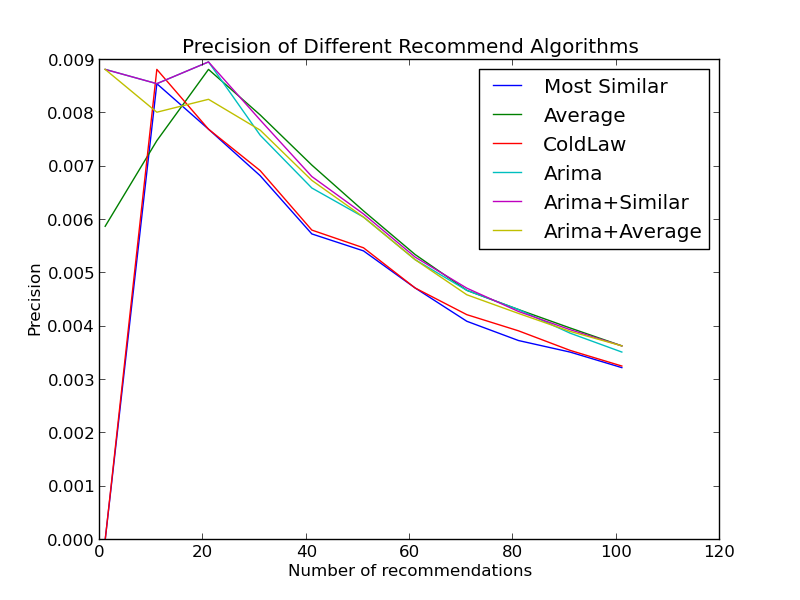 Precision of Different Recommend Algorithms
0.009
0.008
0.007
0.006
0.005
0.004
0.003
0.002
0.001
0.000
Precision
Most Similar
Average
ColdLaw
Arima
Arima+Similar
Arima+Average
0 20 40 60 80 100 120
Number of recommendations